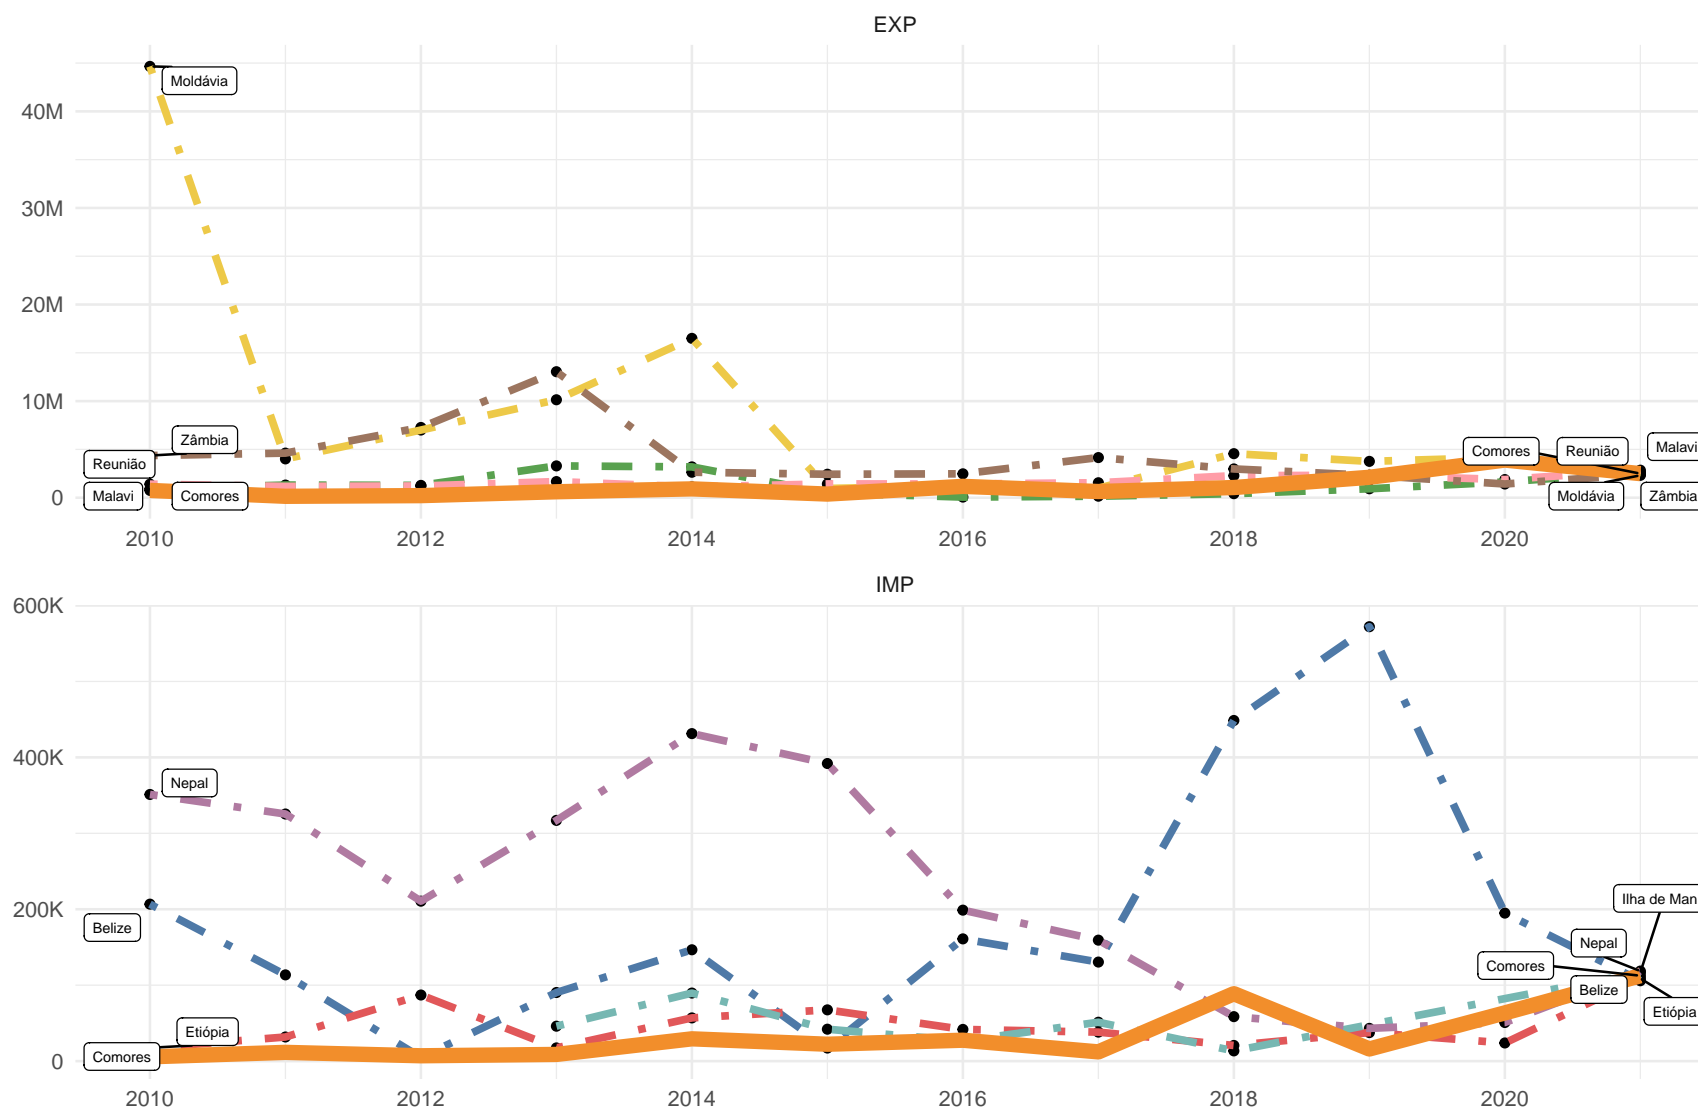 EXP
40M
30M
20M
10M
0
Moldávia
Zâmbia
Reunião
Malavi
Comores
Comores
Reunião
Malavi
Moldávia
Zâmbia
2010 2012 2014 2016 2018 2020
IMP
600K
400K
200K
0
Nepal
Belize
Etiópia
Comores
Ilha de Man
Nepal
Comores
Belize
Etiópia
2010 2012 2014 2016 2018 2020